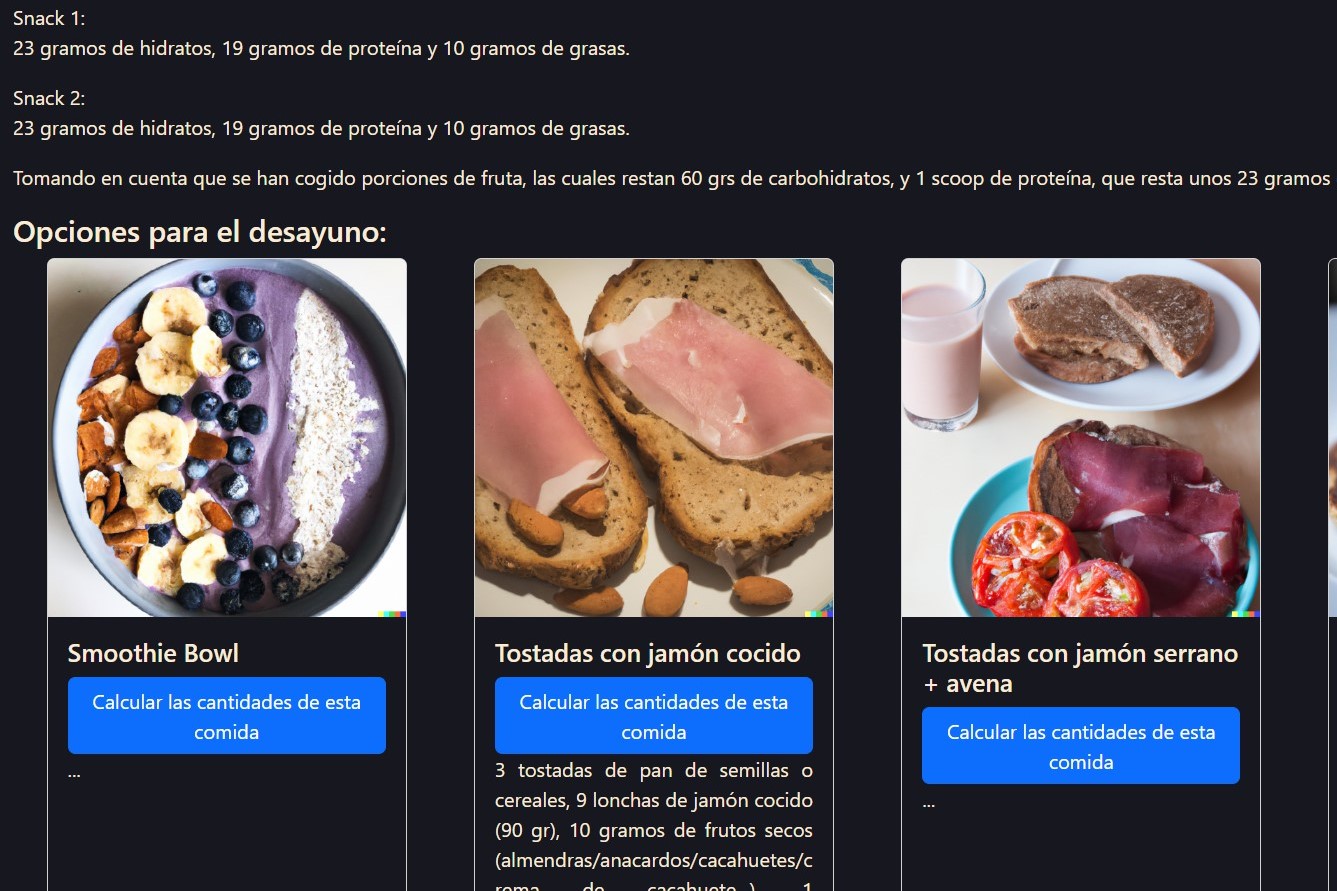 Snack 1:
23 gramos de hidratos, 19 gramos de proteína y 10 gramos de grasas.
Snack 2:
23 gramos de hidratos, 19 gramos de proteína y 10 gramos de grasas.
Tomando en cuenta que se han cogido porciones de fruta, las cuales restan 60 grs de carbohidratos, y 1 scoop de proteína, que resta unos 23 gramos
Opciones para el desayuno:
Smoothie Bowl
Calcular las cantidades de esta
comida
...
Tostadas con jamón cocido
Calcular las cantidades de esta
comida
3 tostadas de pan de semillas o
cereales, 9 lonchas de jamón cocido
(90 gr), 10 gramos de frutos secos
(almendras/anacardos/cacahuetes/c
rema de cacahuete...) 1
Tostadas con jamón serrano
+ avena
Calcular las cantidades de esta
comida
...